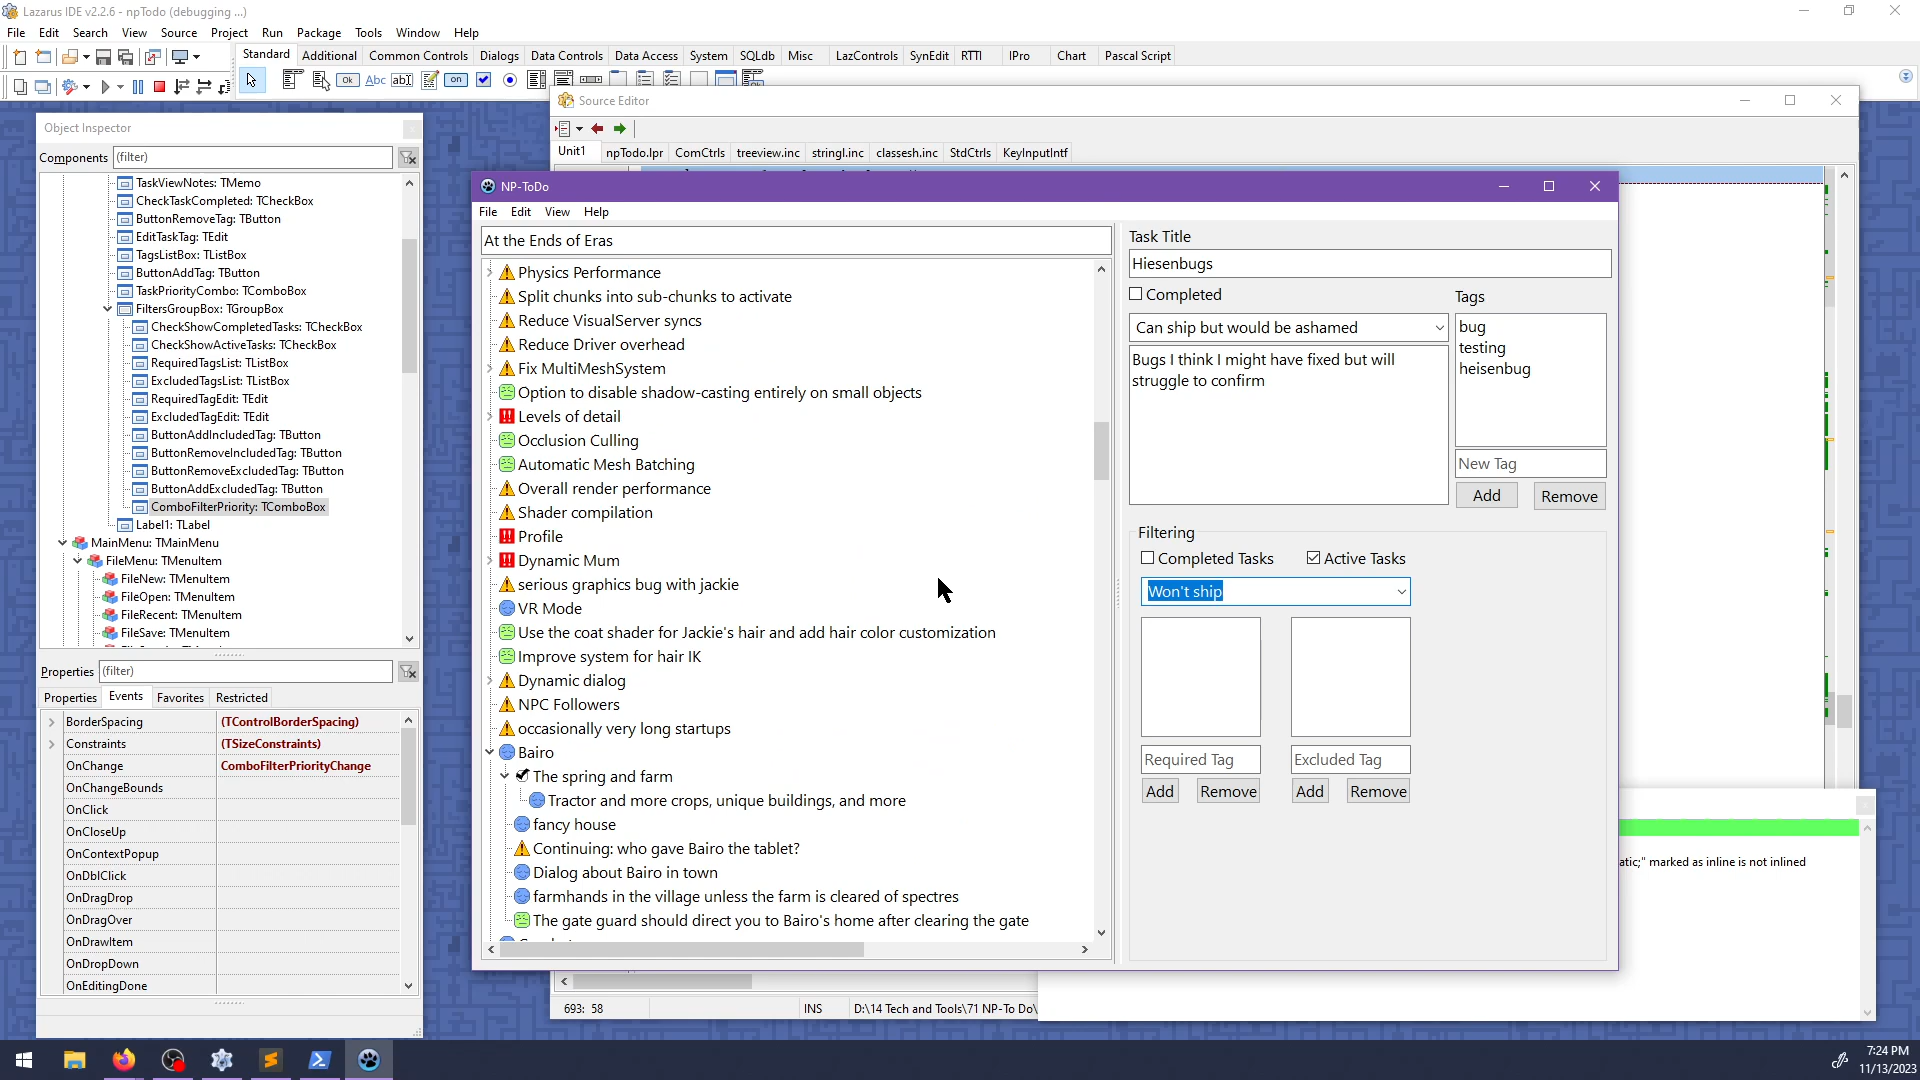 Lazarus IDE v2.2.6 - npTodo (debugging ...)
File Edit Search View Source Project Run Package Tools Window Help
Standard Additional Common Controls Dialogs Data Controls Data Access System SQLdb Misc LazControls SynEdit RTTI IPro Chart Pascal Script
Ok Abc ab on
Object Inspector
Components (filter)
TaskViewNotes: TMemo
CheckTaskCompleted: TCheckBox
ButtonRemoveTag: TButton
EditTaskTag: TEdit
TagsListBox: TListBox
ButtonAddTag: TButton
TaskPriorityCombo: TComboBox
FiltersGroupBox: TGroupBox
CheckShowCompletedTasks: TCheckBox
CheckShowActiveTasks: TCheckBox
RequiredTagsList: TListBox
ExcludedTagsList: TListBox
RequiredTagEdit: TEdit
ExcludedTagEdit: TEdit
ButtonAddIncludedTag: TButton
ButtonRemoveIncludedTag: TButton
ButtonRemoveExcludedTag: TButton
ButtonAddExcludedTag: TButton
ComboFilterPriority: TComboBox
Label1: TLabel
MainMenu: TMainMenu
FileMenu: TMenuItem
FileNew: TMenuItem
FileOpen: TMenuItem
FileRecent: TMenuItem
FileSave: TMenuItem
Properties (filter)
Properties Events Favorites Restricted
BorderSpacing (TControlBorderSpacing)
Constraints (TSizeConstraints)
OnChange ComboFilterPriorityChange
OnChangeBounds
OnClick
OnCloseUp
OnContextPopup
OnDblClick
OnDragDrop
OnDragOver
OnDrawItem
OnDropDown
OnEditingDone
Source Editor
Unit1 npTodo.lpr ComCtrls treeview.inc stringl.inc classesh.inc StdCtrls KeyInputIntf
NP-ToDo
File Edit View Help
At the Ends of Eras
Physics Performance
Split chunks into sub-chunks to activate
Reduce VisualServer syncs
Reduce Driver overhead
Fix MultiMeshSystem
Option to disable shadow-casting entirely on small objects
Levels of detail
Occlusion Culling
Automatic Mesh Batching
Overall render performance
Shader compilation
Profile
Dynamic Mum
serious graphics bug with jackie
VR Mode
Use the coat shader for Jackie's hair and add hair color customization
Improve system for hair IK
Dynamic dialog
NPC Followers
occasionally very long startups
Bairo
The spring and farm
Tractor and more crops, unique buildings, and more
fancy house
Continuing: who gave Bairo the tablet?
Dialog about Bairo in town
farmhands in the village unless the farm is cleared of spectres
The gate guard should direct you to Bairo's home after clearing the gate
Task Title
Hiesenbugs
Completed
Can ship but would be ashamed
Bugs I think I might have fixed but will
struggle to confirm
Tags
bug
testing
heisenbug
New Tag
Add Remove
Filtering
Completed Tasks Active Tasks
Won't ship
Required Tag Excluded Tag
Add Remove Add Remove
atic;" marked as inline is not inlined
693: 58 INS D:\14 Tech and Tools\71 NP-To Do\
7:24 PM
11/13/2023